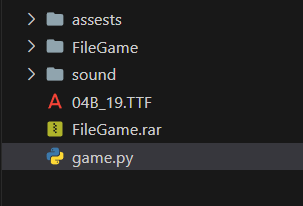 assests
FileGame
sound
04B_19.TTF
FileGame.rar
game.py